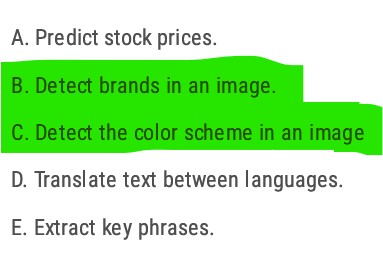 A. Predict stock prices.
B. Detect brands in an image.
C. Detect the color scheme in an image
D. Translate text between languages.
E. Extract key phrases.